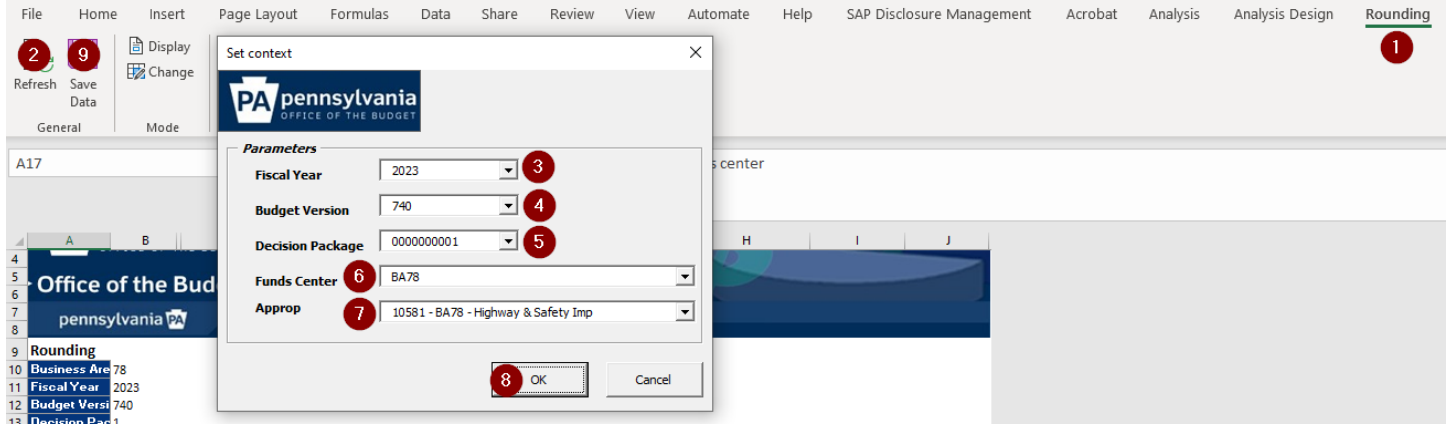 File Home Insert Page Layout Formulas Data Share Review View Automate Help SAP Disclosure Management Acrobat Analysis Analysis Design Rounding
1
2 9
Refresh Save Data
General
Display
Change
Mode
Set context
PA pennsylvania
OFFICE OF THE BUDGET
Parameters
Fiscal Year 2023 3
Budget Version 740 4
Decision Package 0000000001 5
Funds Center 6 BA78
Approp 7 10581 - BA78 - Highway & Safety Imp
8 OK Cancel
A17 s center
A B H I J
4
5
6
7
8
Office of the Bud
pennsylvania PA
9 Rounding
10 Business Are 78
11 Fiscal Year 2023
12 Budget Versi 740
13 Decision Pac 1